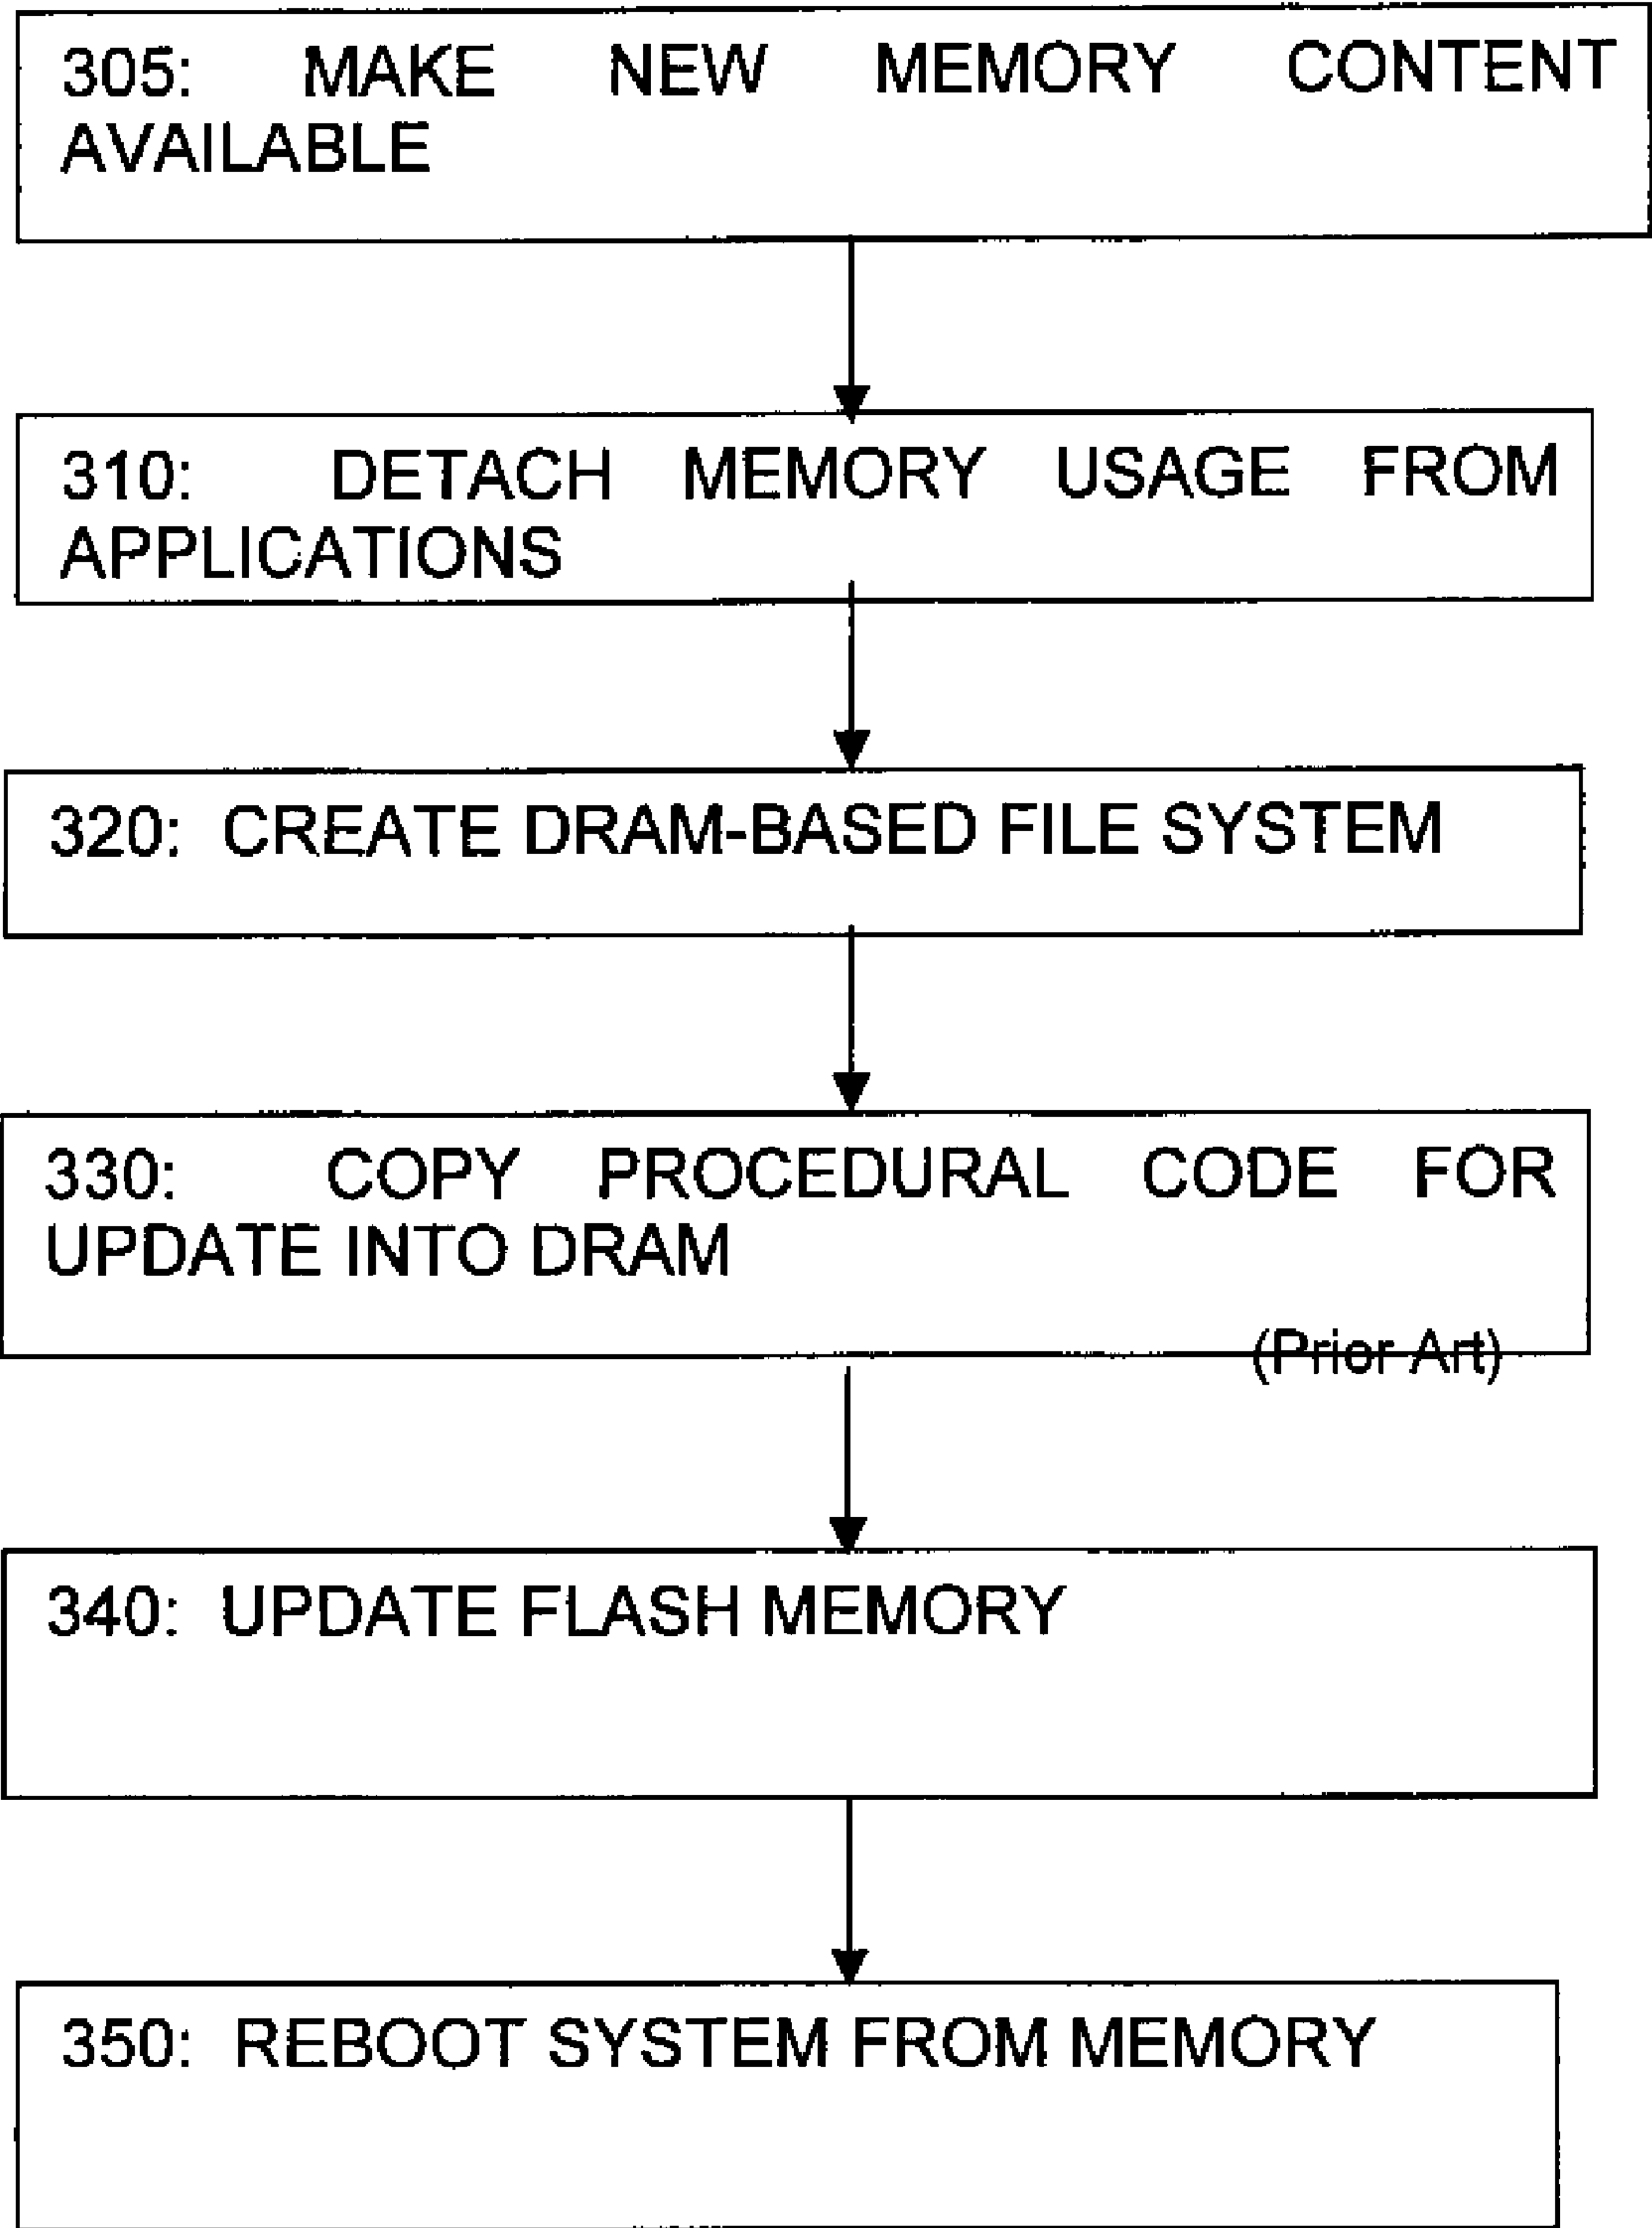 305: MAKE NEW MEMORY CONTENT
AVAILABLE
310: DETACH MEMORY USAGE FROM
APPLICATIONS
320: CREATE DRAM-BASED FILE SYSTEM
330: COPY PROCEDURAL CODE FOR
UPDATE INTO DRAM
(Prior Art)
340: UPDATE FLASH MEMORY
350: REBOOT SYSTEM FROM MEMORY